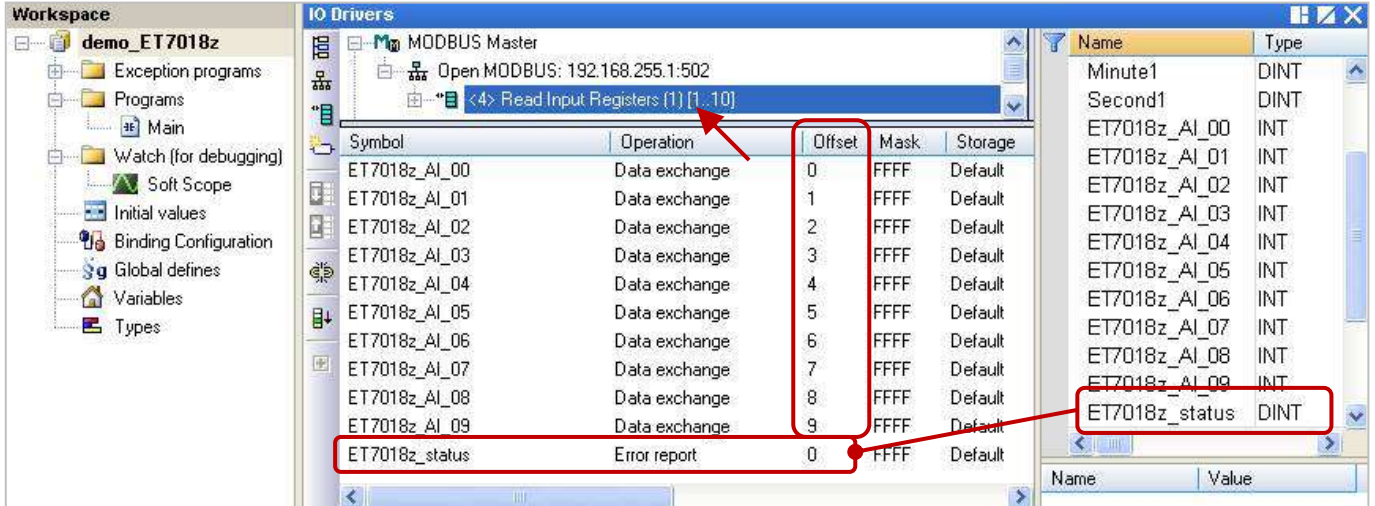 Workspace
demo_ET7018z
Exception programs
Programs
Main
Watch (for debugging)
Soft Scope
Initial values
Binding Configuration
Global defines
Variables
Types
IO Drivers
MODBUS Master
Open MODBUS: 192.168.255.1:502
<4> Read Input Registers (1) [1..10]
Symbol Operation Offset Mask Storage
ET7018z_AI_00 Data exchange 0 FFFF Default
ET7018z_AI_01 Data exchange 1 FFFF Default
ET7018z_AI_02 Data exchange 2 FFFF Default
ET7018z_AI_03 Data exchange 3 FFFF Default
ET7018z_AI_04 Data exchange 4 FFFF Default
ET7018z_AI_05 Data exchange 5 FFFF Default
ET7018z_AI_06 Data exchange 6 FFFF Default
ET7018z_AI_07 Data exchange 7 FFFF Default
ET7018z_AI_08 Data exchange 8 FFFF Default
ET7018z_AI_09 Data exchange 9 FFFF Default
ET7018z_status Error report 0 FFFF Default
Name Type
Minute1 DINT
Second1 DINT
ET7018z_AI_00 INT
ET7018z_AI_01 INT
ET7018z_AI_02 INT
ET7018z_AI_03 INT
ET7018z_AI_04 INT
ET7018z_AI_05 INT
ET7018z_AI_06 INT
ET7018z_AI_07 INT
ET7018z_AI_08 INT
ET7018z_AI_09 INT
ET7018z_status DINT
Name Value